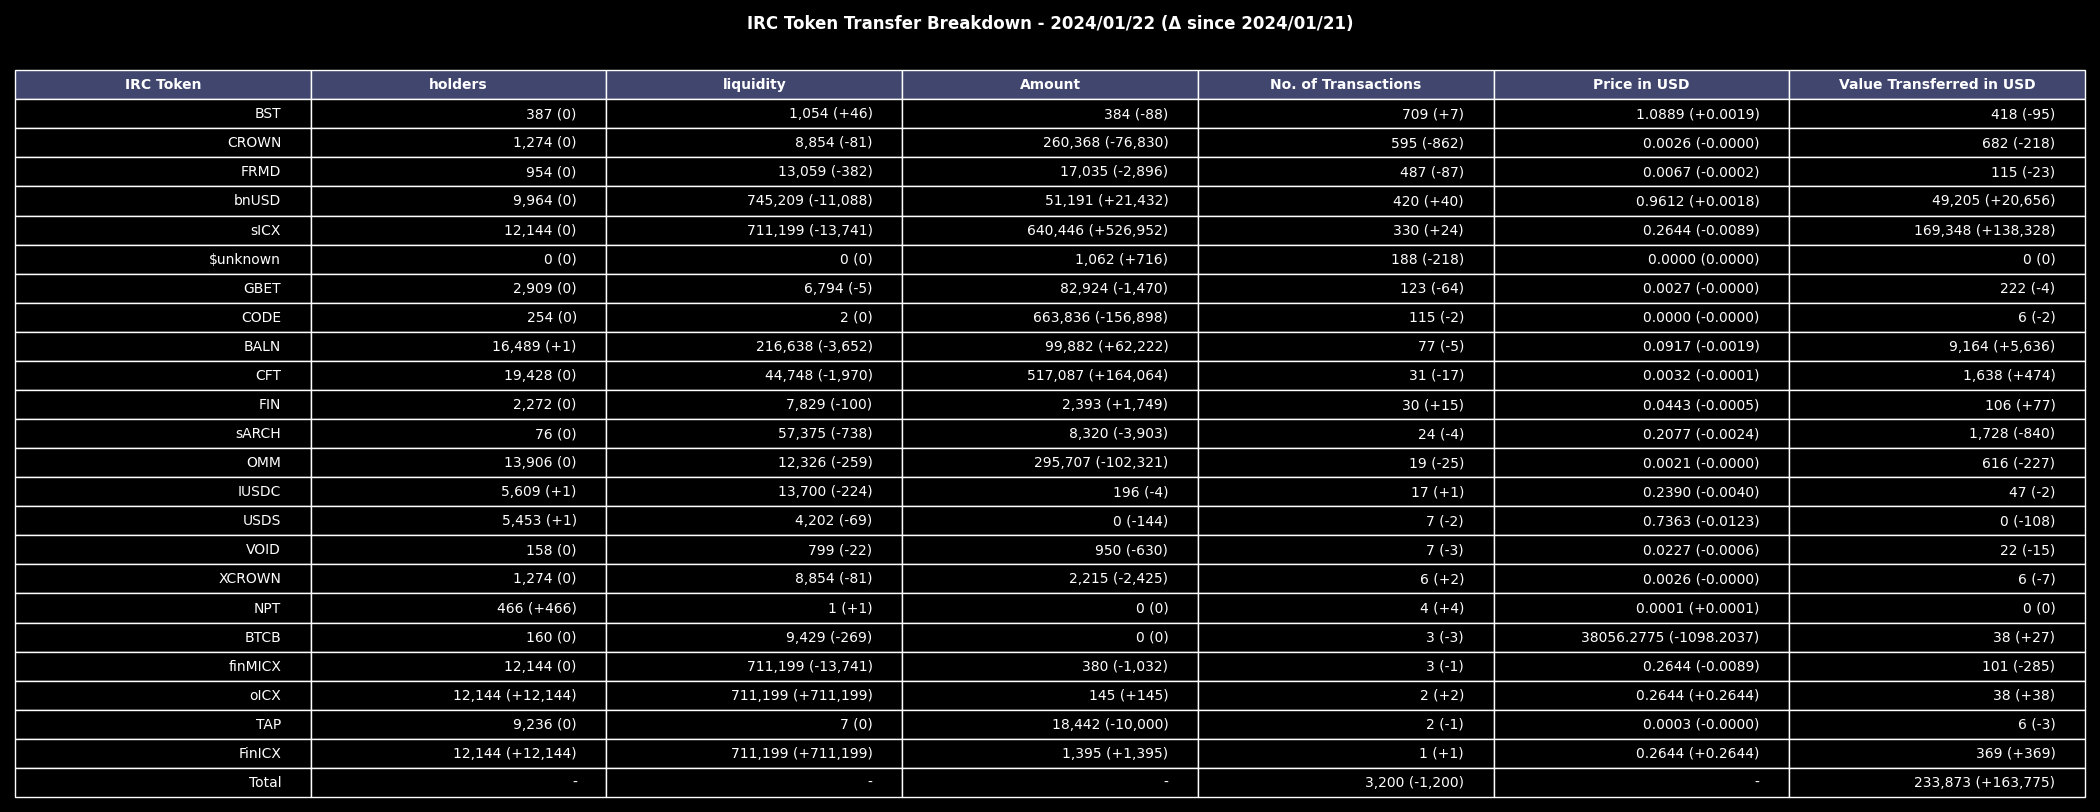 IRC Token Transfer Breakdown - 2024/01/22 (Δ since 2024/01/21)
IRC Token holders liquidity Amount No. of Transactions Price in USD Value Transferred in USD
BST 387 (0) 1,054 (+46) 384 (-88) 709 (+7) 1.0889 (+0.0019) 418 (-95)
CROWN 1,274 (0) 8,854 (-81) 260,368 (-76,830) 595 (-862) 0.0026 (-0.0000) 682 (-218)
FRMD 954 (0) 13,059 (-382) 17,035 (-2,896) 487 (-87) 0.0067 (-0.0002) 115 (-23)
bnUSD 9,964 (0) 745,209 (-11,088) 51,191 (+21,432) 420 (+40) 0.9612 (+0.0018) 49,205 (+20,656)
sICX 12,144 (0) 711,199 (-13,741) 640,446 (+526,952) 330 (+24) 0.2644 (-0.0089) 169,348 (+138,328)
$unknown 0 (0) 0 (0) 1,062 (+716) 188 (-218) 0.0000 (0.0000) 0 (0)
GBET 2,909 (0) 6,794 (-5) 82,924 (-1,470) 123 (-64) 0.0027 (-0.0000) 222 (-4)
CODE 254 (0) 2 (0) 663,836 (-156,898) 115 (-2) 0.0000 (-0.0000) 6 (-2)
BALN 16,489 (+1) 216,638 (-3,652) 99,882 (+62,222) 77 (-5) 0.0917 (-0.0019) 9,164 (+5,636)
CFT 19,428 (0) 44,748 (-1,970) 517,087 (+164,064) 31 (-17) 0.0032 (-0.0001) 1,638 (+474)
FIN 2,272 (0) 7,829 (-100) 2,393 (+1,749) 30 (+15) 0.0443 (-0.0005) 106 (+77)
sARCH 76 (0) 57,375 (-738) 8,320 (-3,903) 24 (-4) 0.2077 (-0.0024) 1,728 (-840)
OMM 13,906 (0) 12,326 (-259) 295,707 (-102,321) 19 (-25) 0.0021 (-0.0000) 616 (-227)
IUSDC 5,609 (+1) 13,700 (-224) 196 (-4) 17 (+1) 0.2390 (-0.0040) 47 (-2)
USDS 5,453 (+1) 4,202 (-69) 0 (-144) 7 (-2) 0.7363 (-0.0123) 0 (-108)
VOID 158 (0) 799 (-22) 950 (-630) 7 (-3) 0.0227 (-0.0006) 22 (-15)
XCROWN 1,274 (0) 8,854 (-81) 2,215 (-2,425) 6 (+2) 0.0026 (-0.0000) 6 (-7)
NPT 466 (+466) 1 (+1) 0 (0) 4 (+4) 0.0001 (+0.0001) 0 (0)
BTCB 160 (0) 9,429 (-269) 0 (0) 3 (-3) 38056.2775 (-1098.2037) 38 (+27)
finMICX 12,144 (0) 711,199 (-13,741) 380 (-1,032) 3 (-1) 0.2644 (-0.0089) 101 (-285)
oICX 12,144 (+12,144) 711,199 (+711,199) 145 (+145) 2 (+2) 0.2644 (+0.2644) 38 (+38)
TAP 9,236 (0) 7 (0) 18,442 (-10,000) 2 (-1) 0.0003 (-0.0000) 6 (-3)
FinICX 12,144 (+12,144) 711,199 (+711,199) 1,395 (+1,395) 1 (+1) 0.2644 (+0.2644) 369 (+369)
Total - - - 3,200 (-1,200) - 233,873 (+163,775)